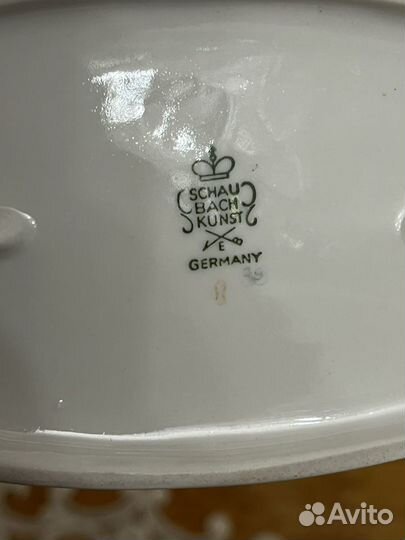 SCHAU
BACH
KUNST
E
GERMANY
Avito